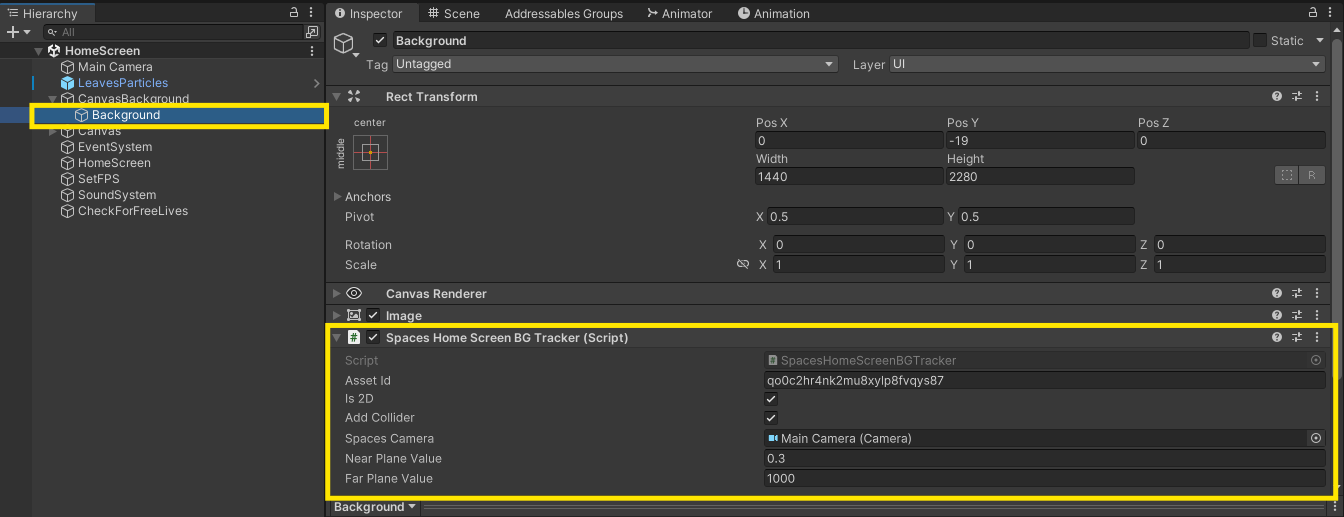 Hierarchy
All
HomeScreen
Main Camera
LeavesParticles
CanvasBackground
Background
Canvas
EventSystem
HomeScreen
SetFPS
SoundSystem
CheckForFreeLives
Inspector Scene Addressables Groups Animator Animation
Background Static
Tag Untagged Layer UI
Rect Transform
center
middle
Pos X Pos Y Pos Z
0 -19 0
Width Height
1440 2280
R
Anchors
Pivot X 0.5 Y 0.5
Rotation X 0 Y 0 Z 0
Scale X 1 Y 1 Z 1
Canvas Renderer
Image
Spaces Home Screen BG Tracker (Script)
Script SpacesHomeScreenBGTracker
Asset Id qo0c2hr4nk2mu8xylp8fvqys87
Is 2D
Add Collider
Spaces Camera Main Camera (Camera)
Near Plane Value 0.3
Far Plane Value 1000
Background